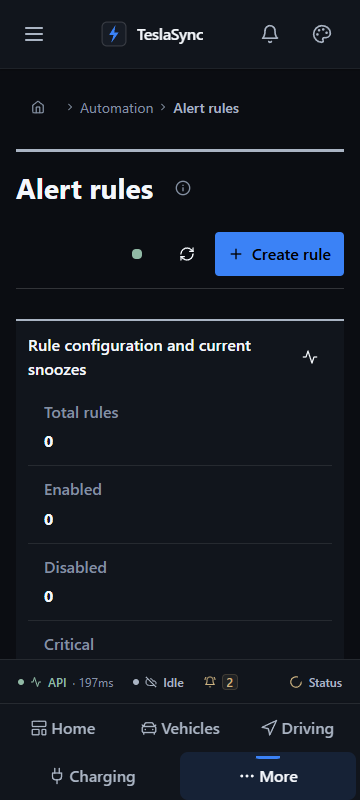 TeslaSync
Automation
Alert rules
Alert rules
Create rule
Rule configuration and current
snoozes
Total rules
0
Enabled
0
Disabled
0
Critical
API · 197ms
Idle
2
Status
Home
Vehicles
Driving
Charging
More